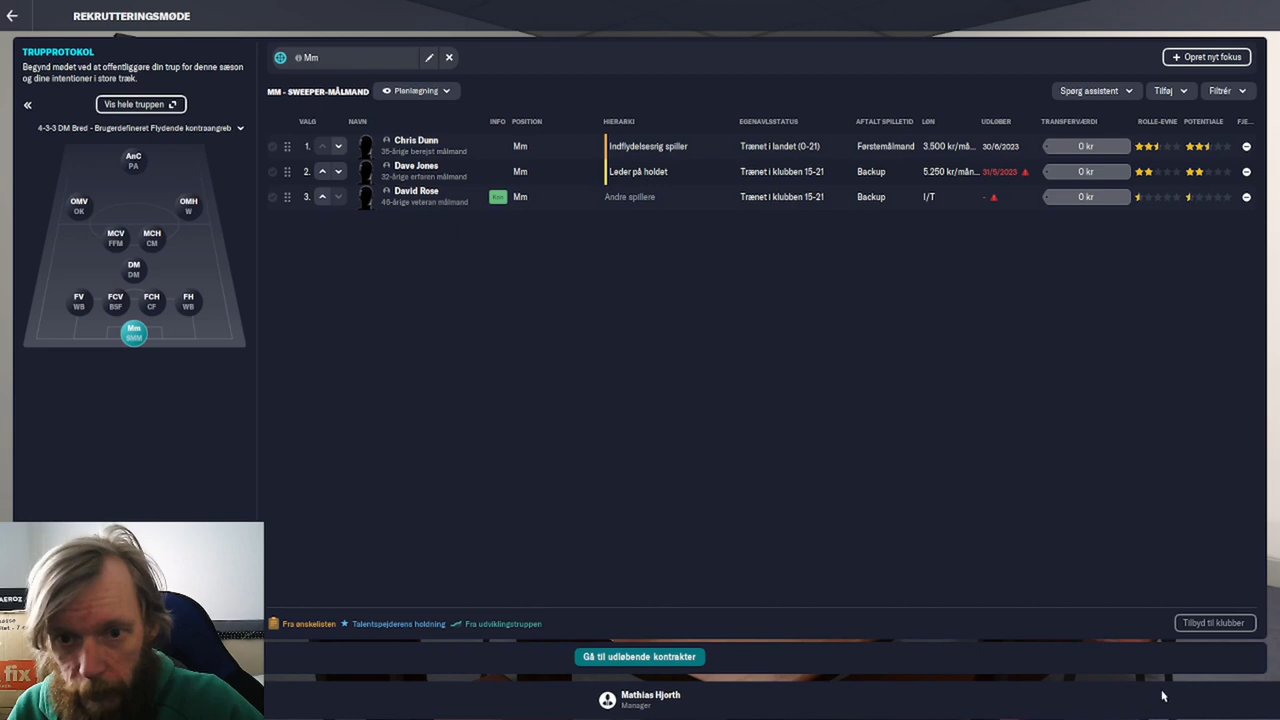 REKRUTTERINGSMØDE
TRUPPROTOKOL
Begynd mødet ved at offentliggøre din trup for denne sæson
og dine intentioner i store træk.
Vis hele truppen
4-3-3 DM Bred - Brugerdefineret Flydende kontraangreb
AnC
PA
OMV
OK
OMH
W
MCV
FFM
MCH
CM
DM
DM
FV
WB
FCV
BSF
FCH
CF
FH
WB
Mm
SMM
Mm
+ Opret nyt fokus
MM - SWEEPER-MÅLMAND
Planlægning
Spørg assistent
Tilføj
Filtrér
VALG NAVN INFO POSITION HIERARKI EGENAVLSSTATUS AFTALT SPILLETID LØN UDLØBER TRANSFERVÆRDI ROLLE-EVNE POTENTIALE FJE...
1. Chris Dunn Mm Indflydelsesrig spiller Trænet i landet (0-21) Førstemålmand 3.500 kr/må... 30/6/2023 0 kr
35-årige berejst målmand
2. Dave Jones Mm Leder på holdet Trænet i klubben 15-21 Backup 5.250 kr/mån... 31/5/2023 0 kr
32-årige erfaren målmand
3. David Rose Mm Andre spillere Trænet i klubben 15-21 Backup I/T - 0 kr
46-årige veteran målmand
Fra ønskelisten
Talentspejderens holdning
Fra udviklingstruppen
Tilbyd til klubber
Gå til udløbende kontrakter
Mathias Hjorth
Manager
AEROZ
fix